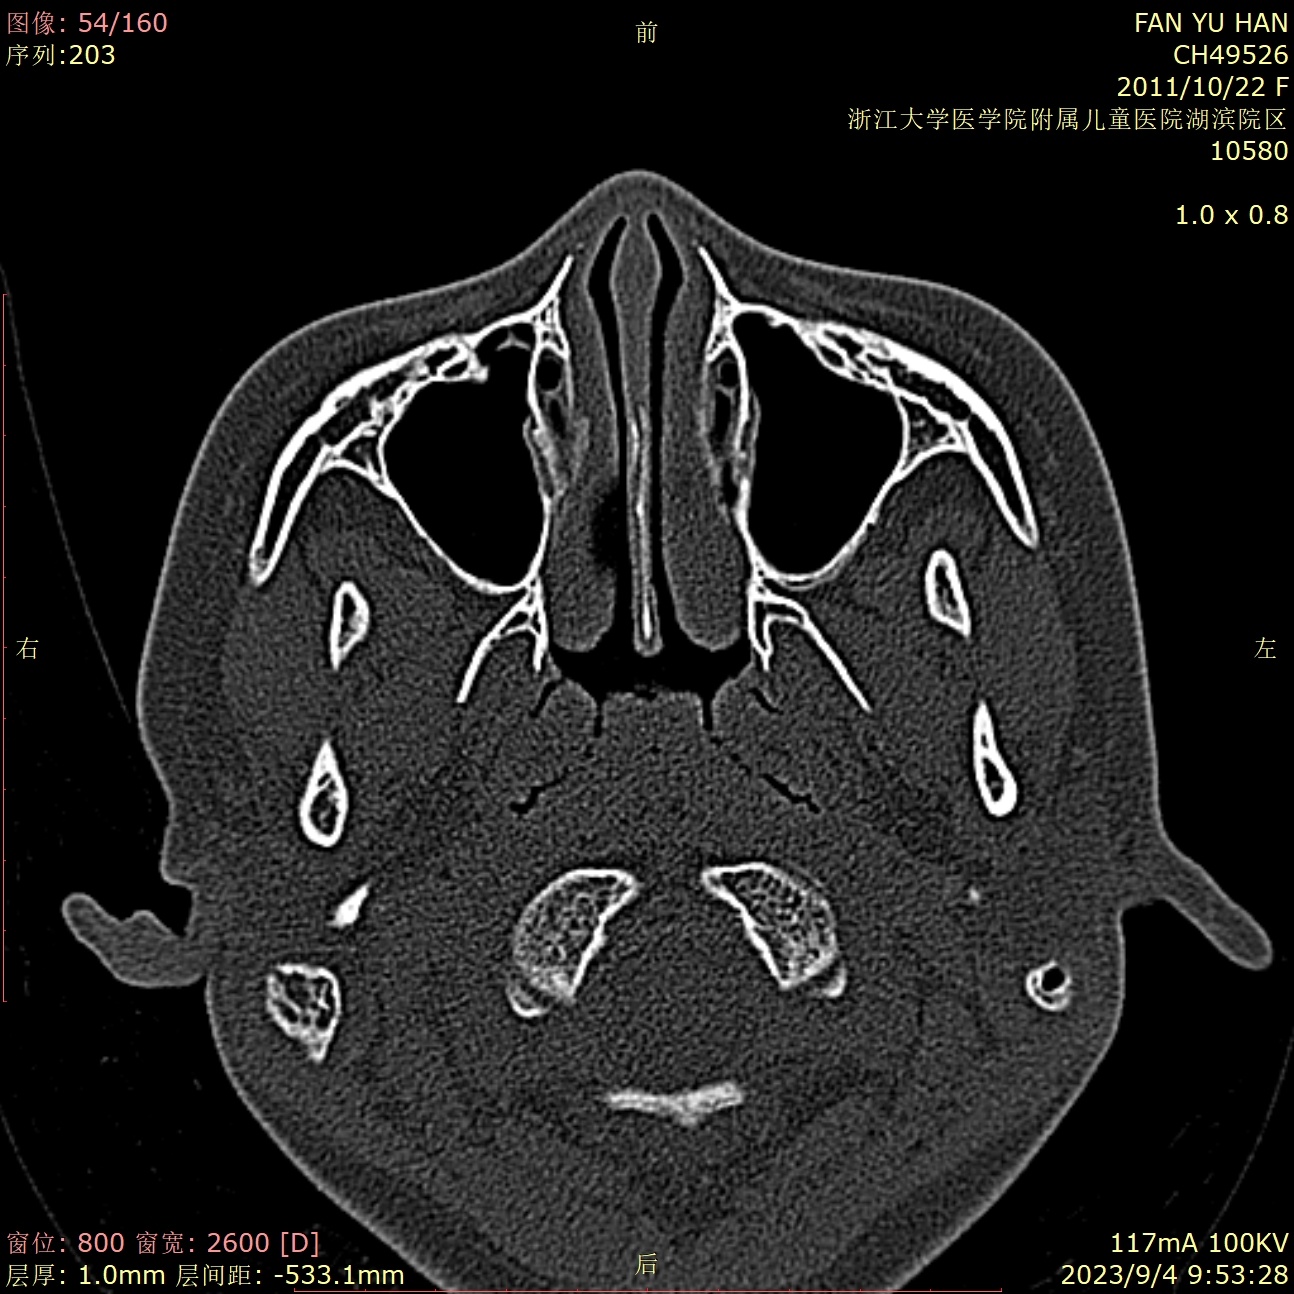 图像: 54/160
序列:203
前
FAN YU HAN
CH49526
2011/10/22 F
浙江大学医学院附属儿童医院湖滨院区
10580
1.0 x 0.8
右
左
窗位: 800 窗宽: 2600 [D]
层厚: 1.0mm 层间距: -533.1mm
后
117mA 100KV
2023/9/4 9:53:28